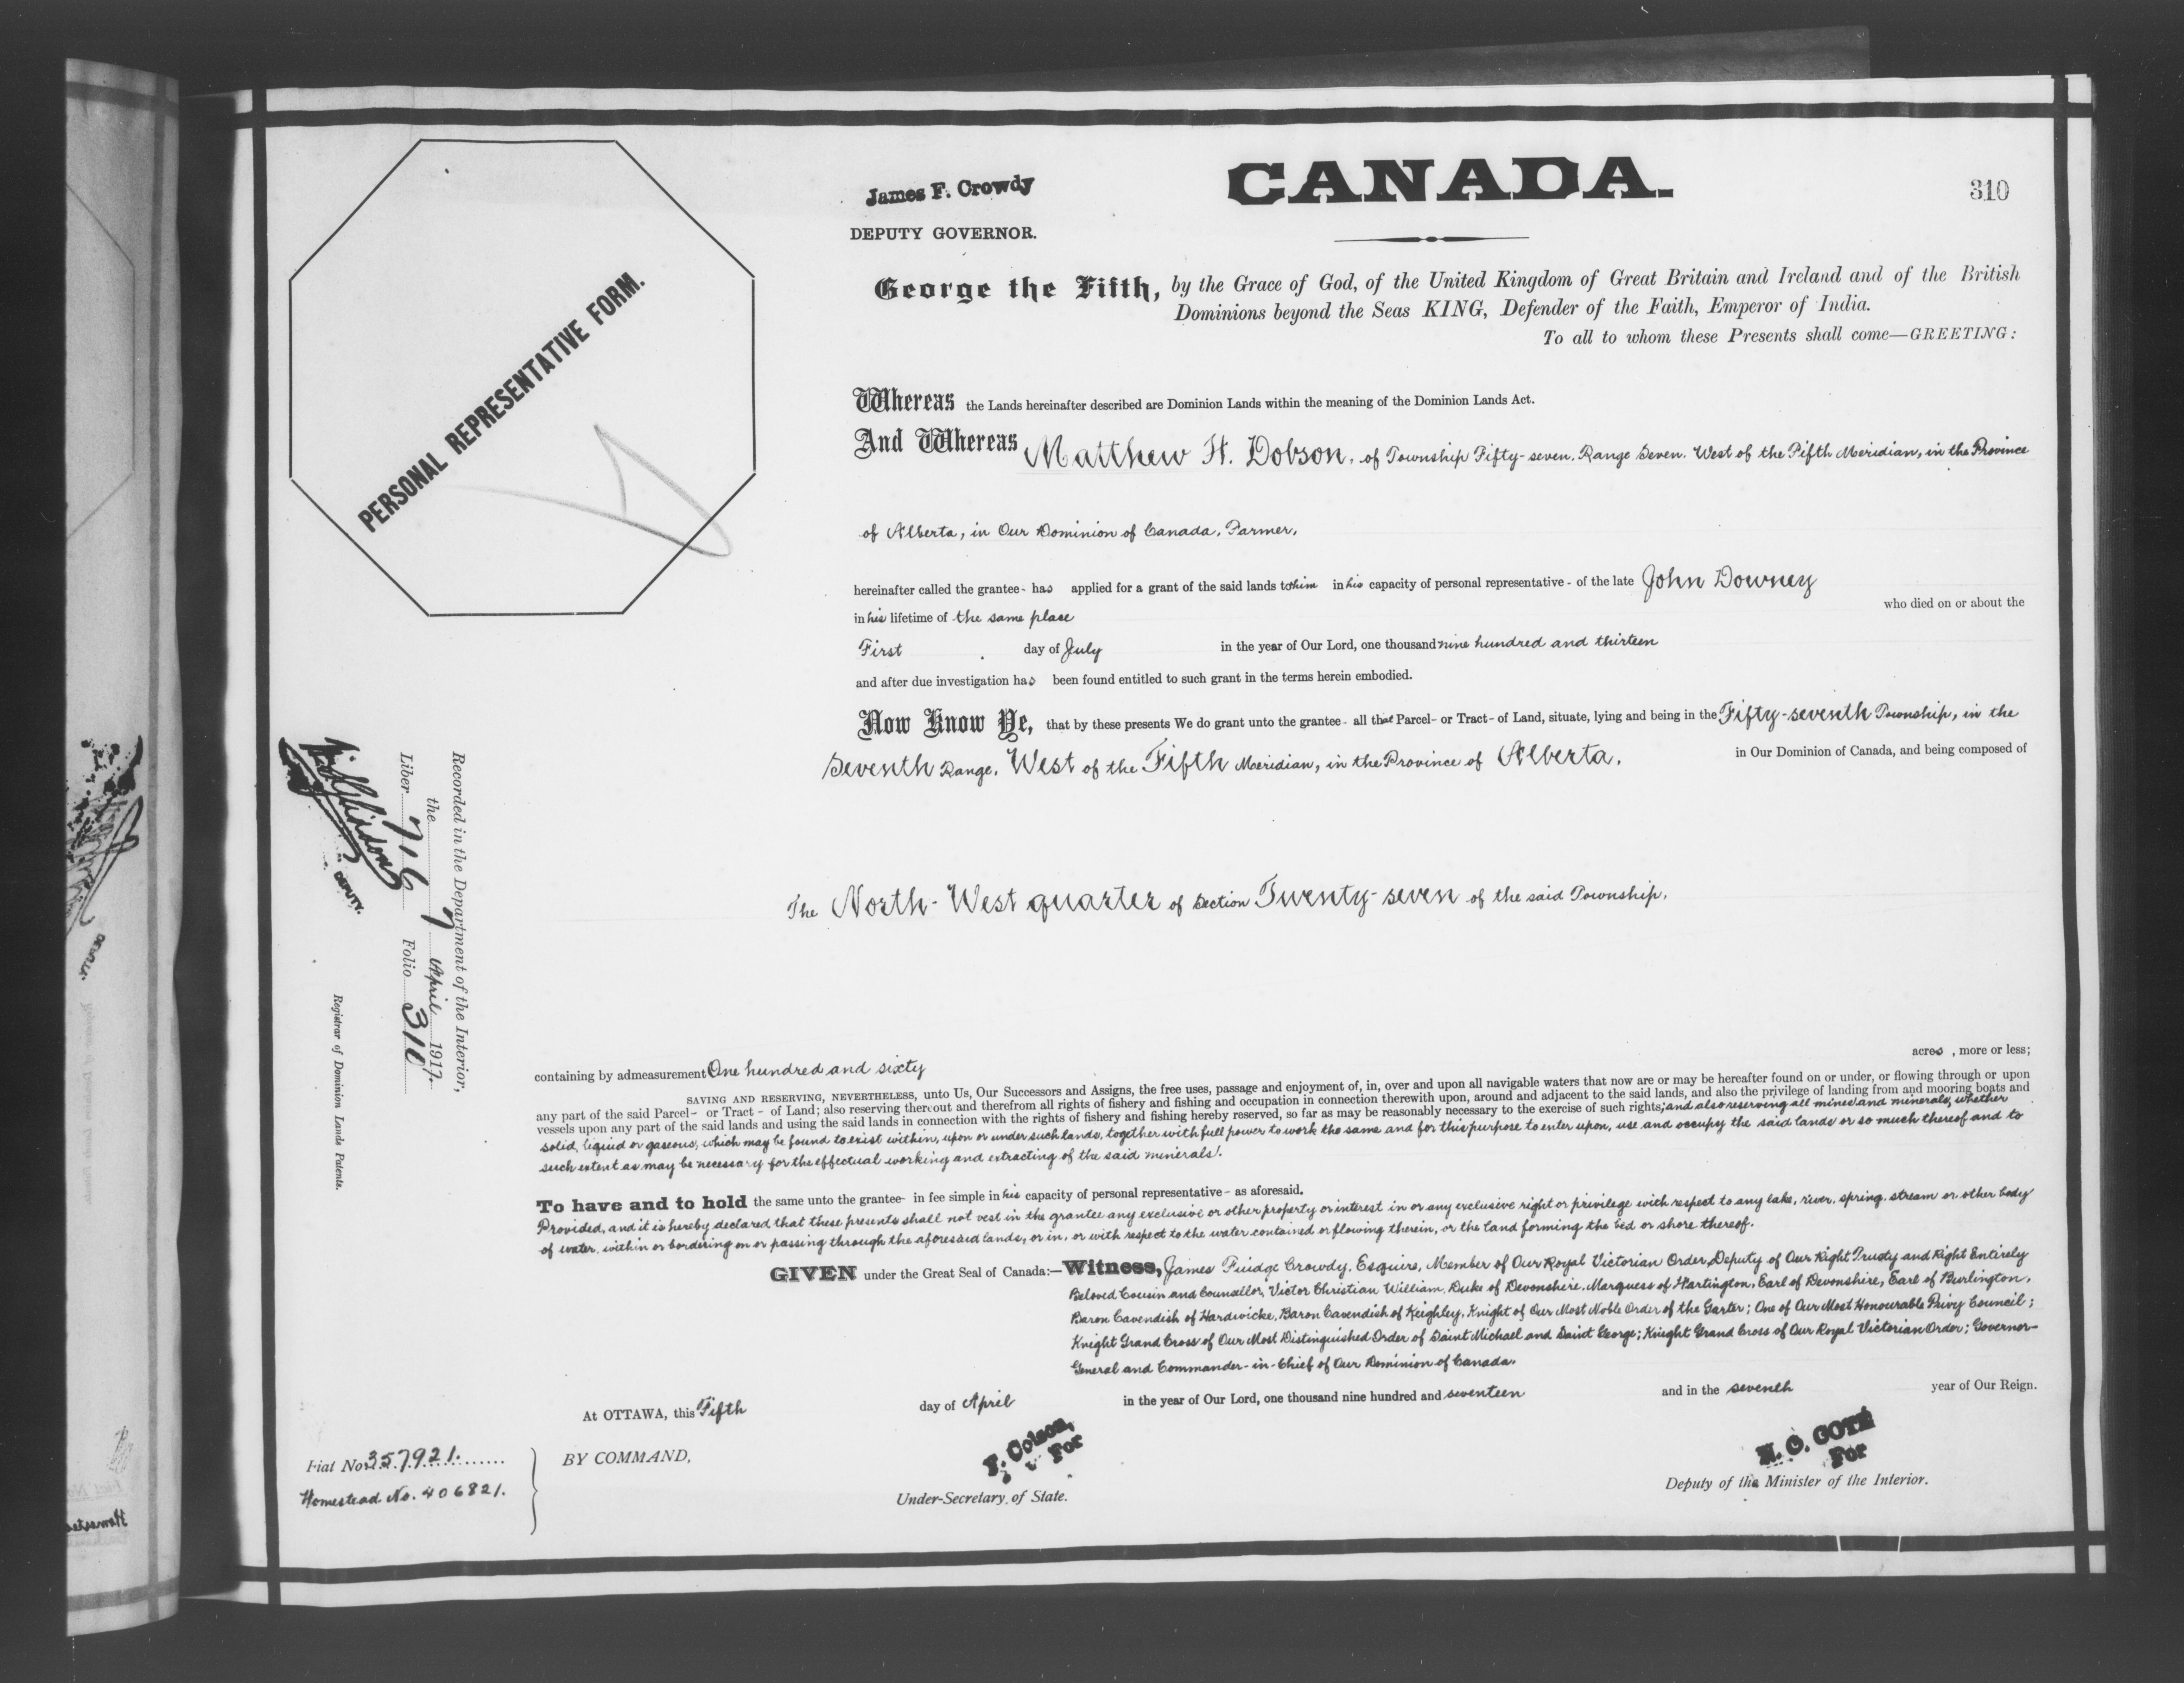 James F. Crowdy
DEPUTY GOVERNOR.
CANADA.
310
George the Fifth, by the Grace of God, of the United Kingdom of Great Britain and Ireland and of the British
Dominions beyond the Seas KING, Defender of the Faith, Emperor of India.
To all to whom these Presents shall come—GREETING:
PERSONAL REPRESENTATIVE FORM.
Whereas the Lands hereinafter described are Dominion Lands within the meaning of the Dominion Lands Act.
And Whereas Matthew H. Dobson, of Township Fifty-seven, Range Seven, West of the Fifth Meridian, in the Province
of Alberta, in Our Dominion of Canada, Farmer,
hereinafter called the grantee - has applied for a grant of the said lands to him in his capacity of personal representative - of the late John Downey
in his lifetime of the same place who died on or about the
First day of July in the year of Our Lord, one thousand nine hundred and thirteen
and after due investigation has been found entitled to such grant in the terms herein embodied.
Now Know Ye, that by these presents We do grant unto the grantee - all that Parcel - or Tract - of Land, situate, lying and being in the Fifty-seventh Township, in the
Seventh Range, West of the Fifth Meridian, in the Province of Alberta, in Our Dominion of Canada, and being composed of
The North-West quarter of Section Twenty-seven of the said Township,
containing by admeasurement One hundred and sixty acres, more or less;
SAVING AND RESERVING, NEVERTHELESS, unto Us, Our Successors and Assigns, the free uses, passage and enjoyment of, in, over and upon all navigable waters that now are or may be hereafter found on or under, or flowing through or upon
any part of the said Parcel - or Tract - of Land; also reserving thereout and therefrom all rights of fishery and fishing and occupation in connection therewith upon, around and adjacent to the said lands, and also the privilege of landing from and mooring boats and
vessels upon any part of the said lands and using the said lands in connection with the rights of fishery and fishing hereby reserved, so far as may be reasonably necessary to the exercise of such rights; and also reserving all mines and minerals, whether
solid, liquid or gaseous, which may be found to exist within, upon or under such lands, together with full power to work the same and for this purpose to enter upon, use and occupy the said lands or so much thereof and to
such extent as may be necessary for the effectual working and extracting of the said minerals.
To have and to hold the same unto the grantee - in fee simple in his capacity of personal representative - as aforesaid.
Provided, and it is hereby declared that these presents shall not vest in the grantee any exclusive or other property or interest in or any exclusive right or privilege with respect to any lake, river, spring, stream or other body
of water, within or bordering on or passing through the aforesaid lands, or in, or with respect to the water contained or flowing therein, or the land forming the bed or shore thereof.
GIVEN under the Great Seal of Canada:—Witness, James Fuidge Crowdy, Esquire, Member of Our Royal Victorian Order, Deputy of Our Right Trusty and Right Entirely
Beloved Cousin and Counsellor, Victor Christian William, Duke of Devonshire, Marquess of Hartington, Earl of Devonshire, Earl of Burlington,
Baron Cavendish of Hardwicke, Baron Cavendish of Keighley, Knight of Our Most Noble Order of the Garter; One of Our Most Honourable Privy Council;
Knight Grand Cross of Our Most Distinguished Order of Saint Michael and Saint George; Knight Grand Cross of Our Royal Victorian Order; Governor-
General and Commander-in-Chief of Our Dominion of Canada.
At OTTAWA, this Fifth day of April in the year of Our Lord, one thousand nine hundred and seventeen and in the seventh year of Our Reign.
BY COMMAND,
F. Colson,
For
Under-Secretary of State.
N. O. COTÉ
For
Deputy of the Minister of the Interior.
Recorded in the Department of the Interior,
the 7 April 1917.
Liber 716 Folio 310
DEPUTY.
Registrar of Dominion Lands Patents.
Fiat No. 357921.
Homestead No. 406821.